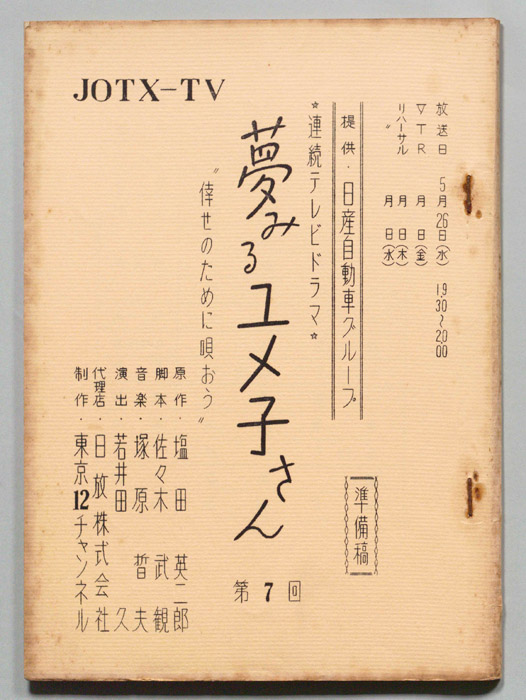 JOTX-TV
放送日 5月26日(水) 1930~2000
VTR 月 日(金)
リハーサル 月 日(木)
〃 月 日(水)
提供・日産自動車グループ
☆連続テレビドラマ☆
準備稿
夢みるユメ子さん
第7回
“倖せのために唄おう”
原作・塩田英二郎
脚本・佐々木武観
音楽・塚原哲夫
演出・若井田久
代理店・日放株式会社
制作・東京12チャンネル